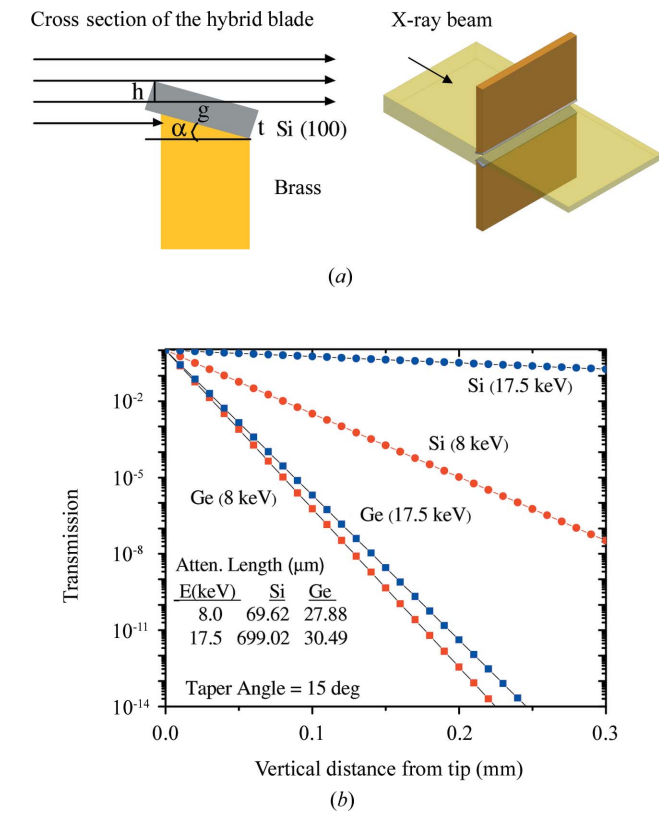 Cross section of the hybrid blade
X-ray beam
h
g
α
t Si (100)
Brass
(a)
Transmission
10-2
10-5
10-8
10-11
10-14
Si (17.5 keV)
Si (8 keV)
Ge (8 keV)
Ge (17.5 keV)
Atten. Length (μm)
E(keV) Si Ge
8.0 69.62 27.88
17.5 699.02 30.49
Taper Angle = 15 deg
0.0 0.1 0.2 0.3
Vertical distance from tip (mm)
(b)